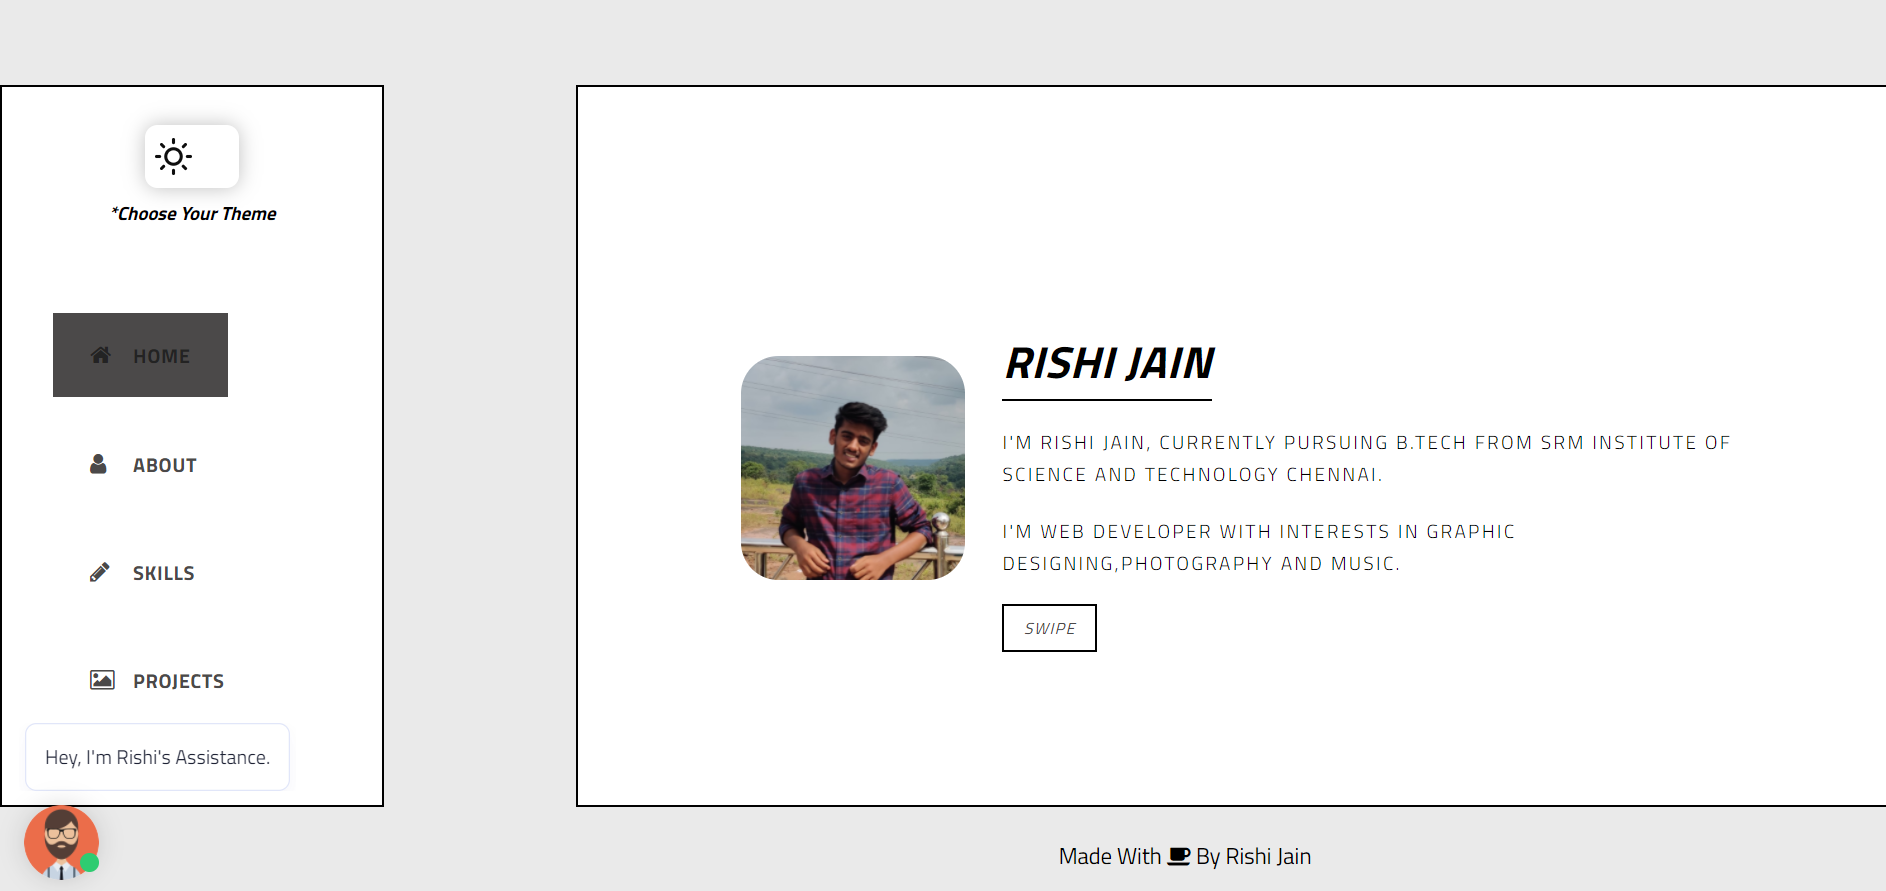 *Choose Your Theme
HOME
ABOUT
SKILLS
PROJECTS
Hey, I'm Rishi's Assistance.
RISHI JAIN
I'M RISHI JAIN, CURRENTLY PURSUING B.TECH FROM SRM INSTITUTE OF
SCIENCE AND TECHNOLOGY CHENNAI.
I'M WEB DEVELOPER WITH INTERESTS IN GRAPHIC
DESIGNING,PHOTOGRAPHY AND MUSIC.
SWIPE
Made With By Rishi Jain